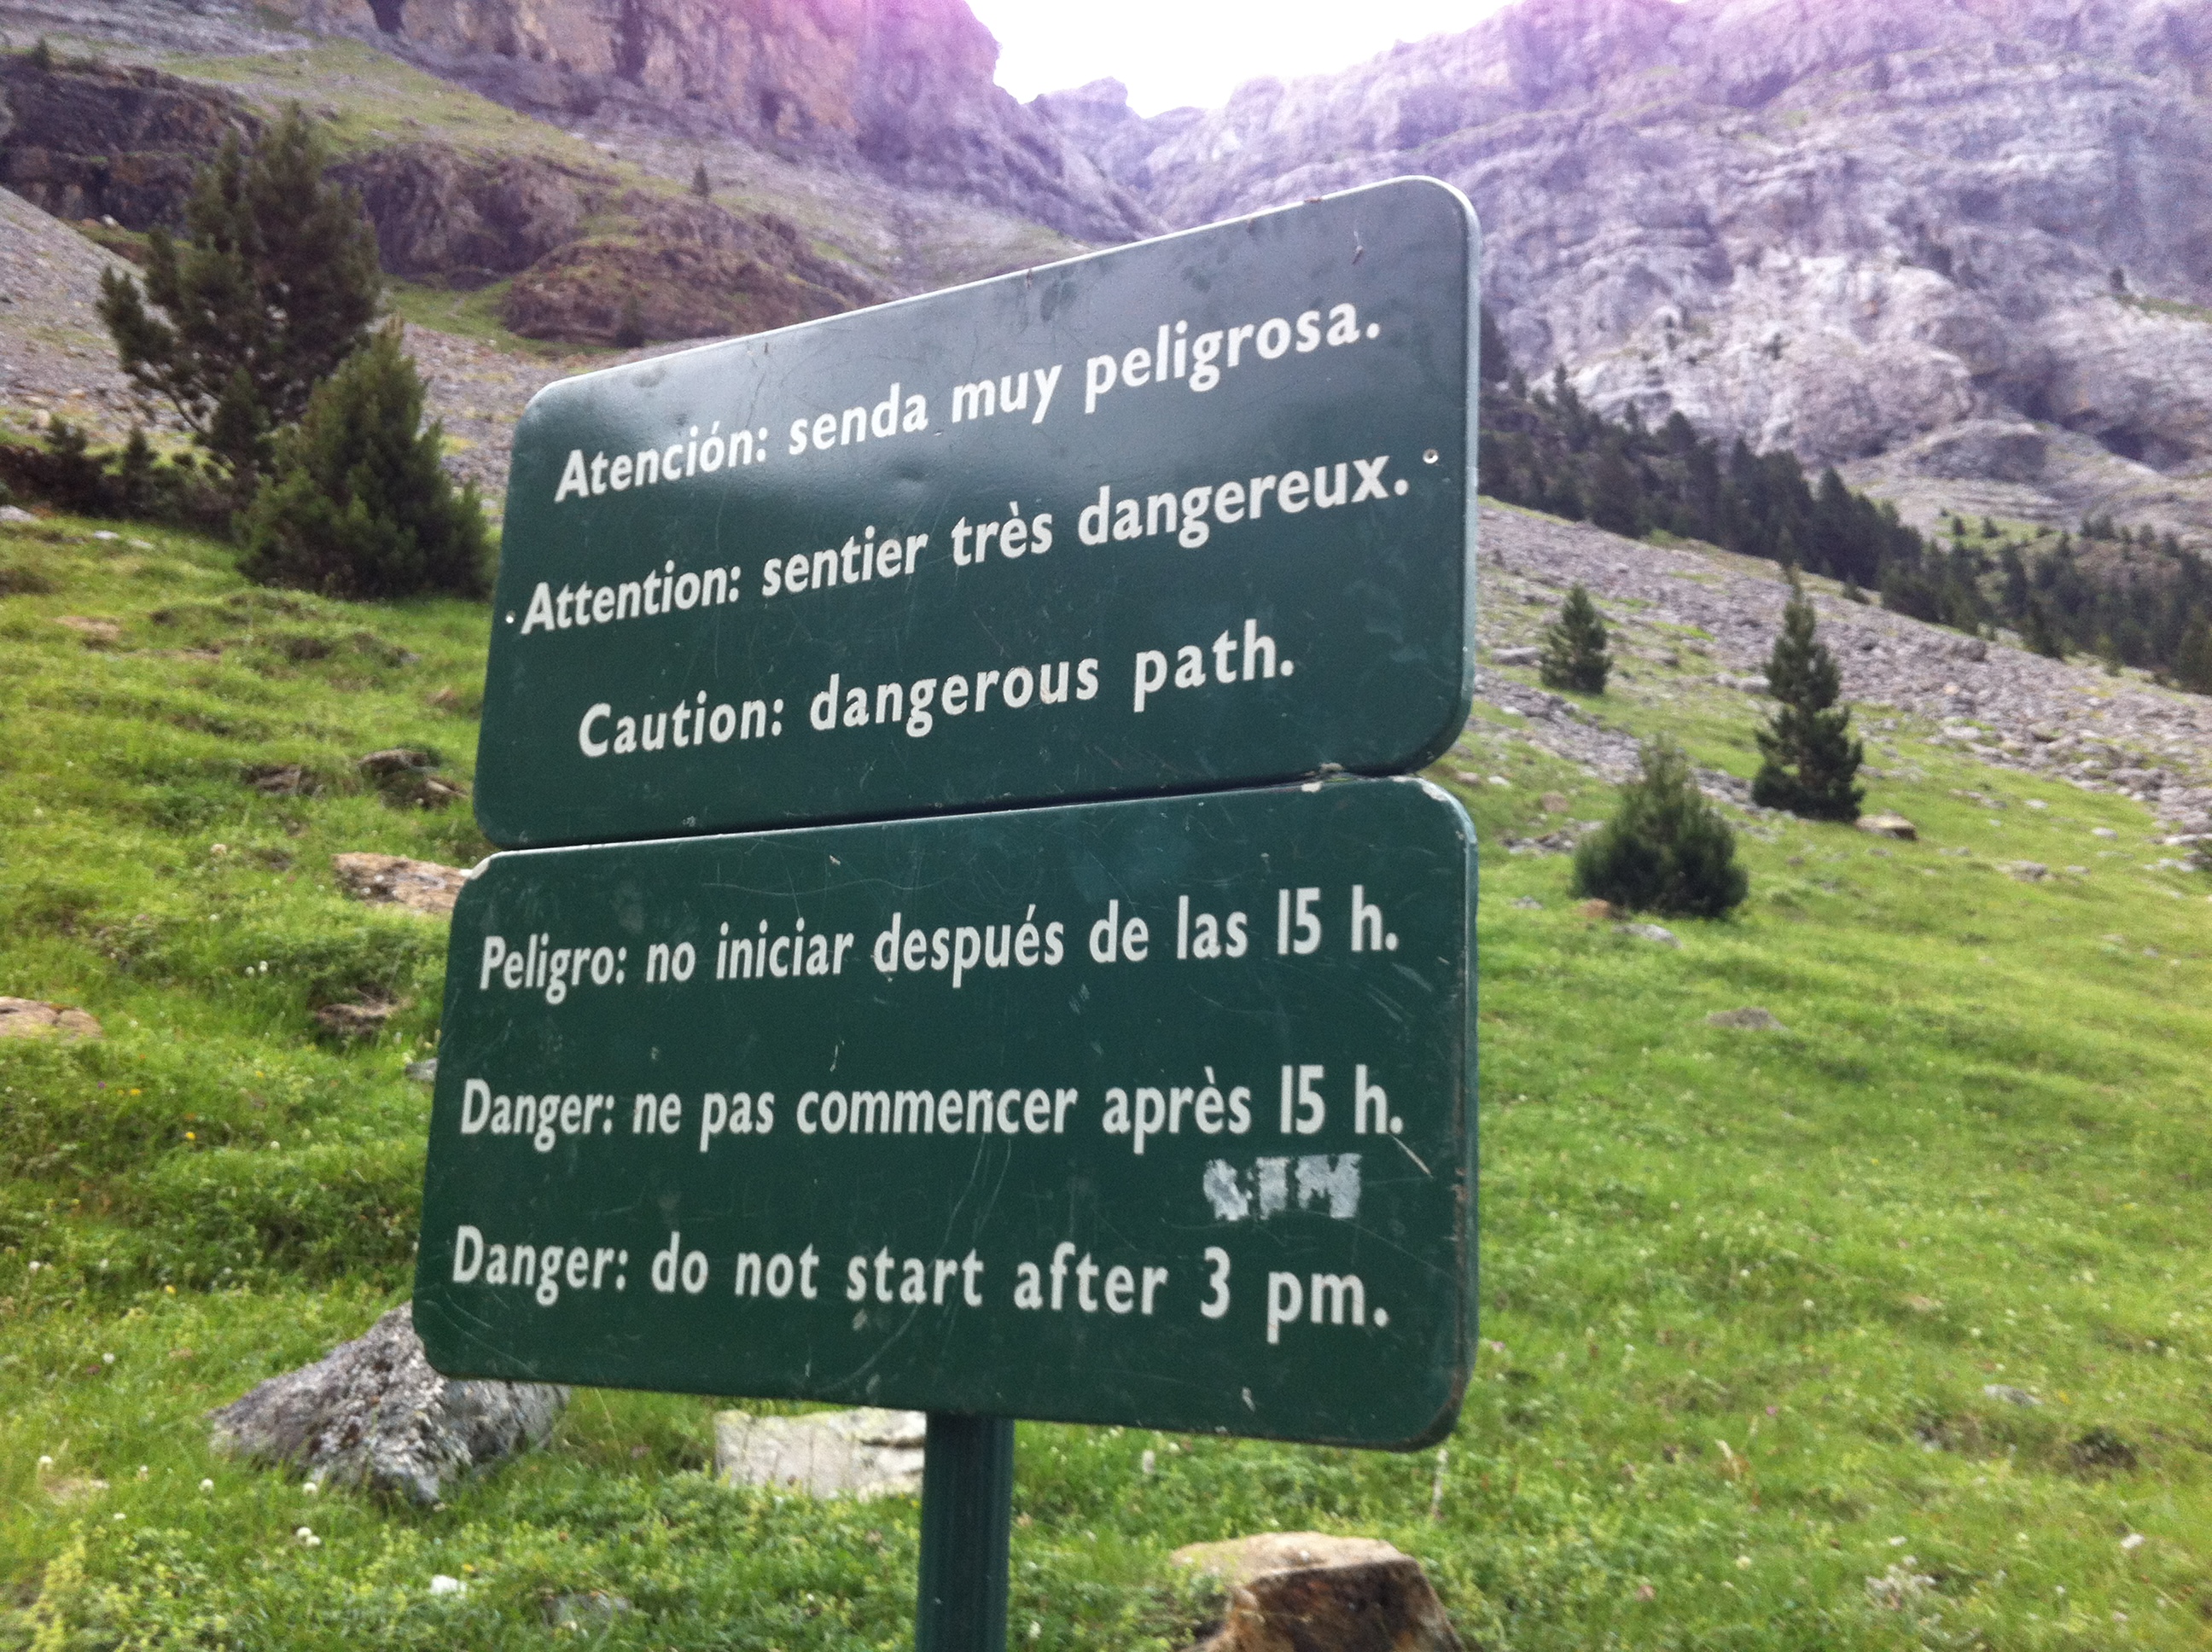 Atención: senda muy peligrosa.
Attention: sentier très dangereux.
Caution: dangerous path.
Peligro: no iniciar después de las 15 h.
Danger: ne pas commencer après 15 h.
Danger: do not start after 3 pm.